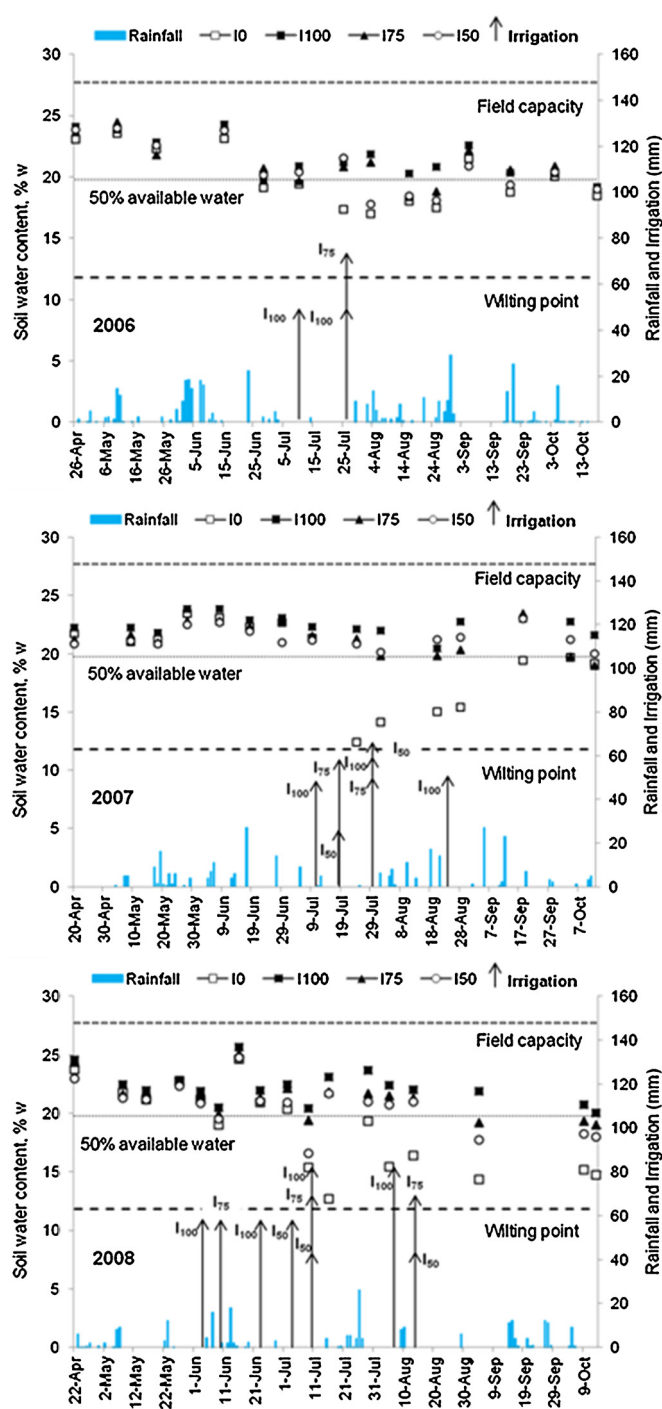 Rainfall I0 I100 I75 I50 Irrigation
30 160
25 140
20 120
15 100
10 80
5 60
0 40
20
0
Soil water content, % w
Rainfall and Irrigation (mm)
Field capacity
50% available water
I75
Wilting point
I100 I100
2006
26-Apr 6-May 16-May 26-May 5-Jun 15-Jun 25-Jun 5-Jul 15-Jul 25-Jul 4-Aug 14-Aug 24-Aug 3-Sep 13-Sep 23-Sep 3-Oct 13-Oct
Rainfall I0 I100 I75 I50 Irrigation
30 160
25 140
20 120
15 100
10 80
5 60
0 40
20
0
Soil water content, % w
Rainfall and Irrigation (mm)
Field capacity
50% available water
I50
I75 I100 Wilting point
I100 I75 I100
2007
I50
20-Apr 30-Apr 10-May 20-May 30-May 9-Jun 19-Jun 29-Jun 9-Jul 19-Jul 29-Jul 8-Aug 18-Aug 28-Aug 7-Sep 17-Sep 27-Sep 7-Oct
Rainfall I0 I100 I75 I50 Irrigation
30 160
25 140
20 120
15 100
10 80
5 60
0 40
20
0
Soil water content, % w
Rainfall and Irrigation (mm)
Field capacity
50% available water
I100 I100 I75
I75 I75
I100 I100 I50 Wilting point
I50
I50
2008
22-Apr 2-May 12-May 22-May 1-Jun 11-Jun 21-Jun 1-Jul 11-Jul 21-Jul 31-Jul 10-Aug 20-Aug 30-Aug 9-Sep 19-Sep 29-Sep 9-Oct